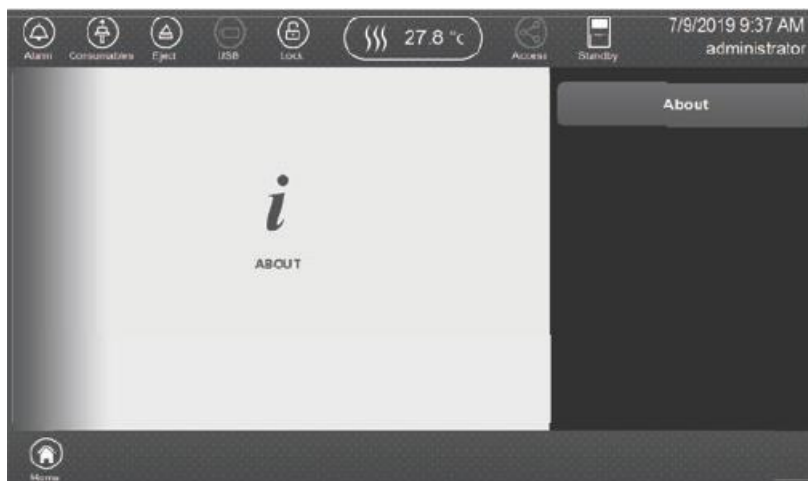 7/9/2019 9:37 AM
27.8 °C
administrator
Alarm
Consumables
Eject
USB
Lock
Access
Standby
About
i
ABOUT
Home